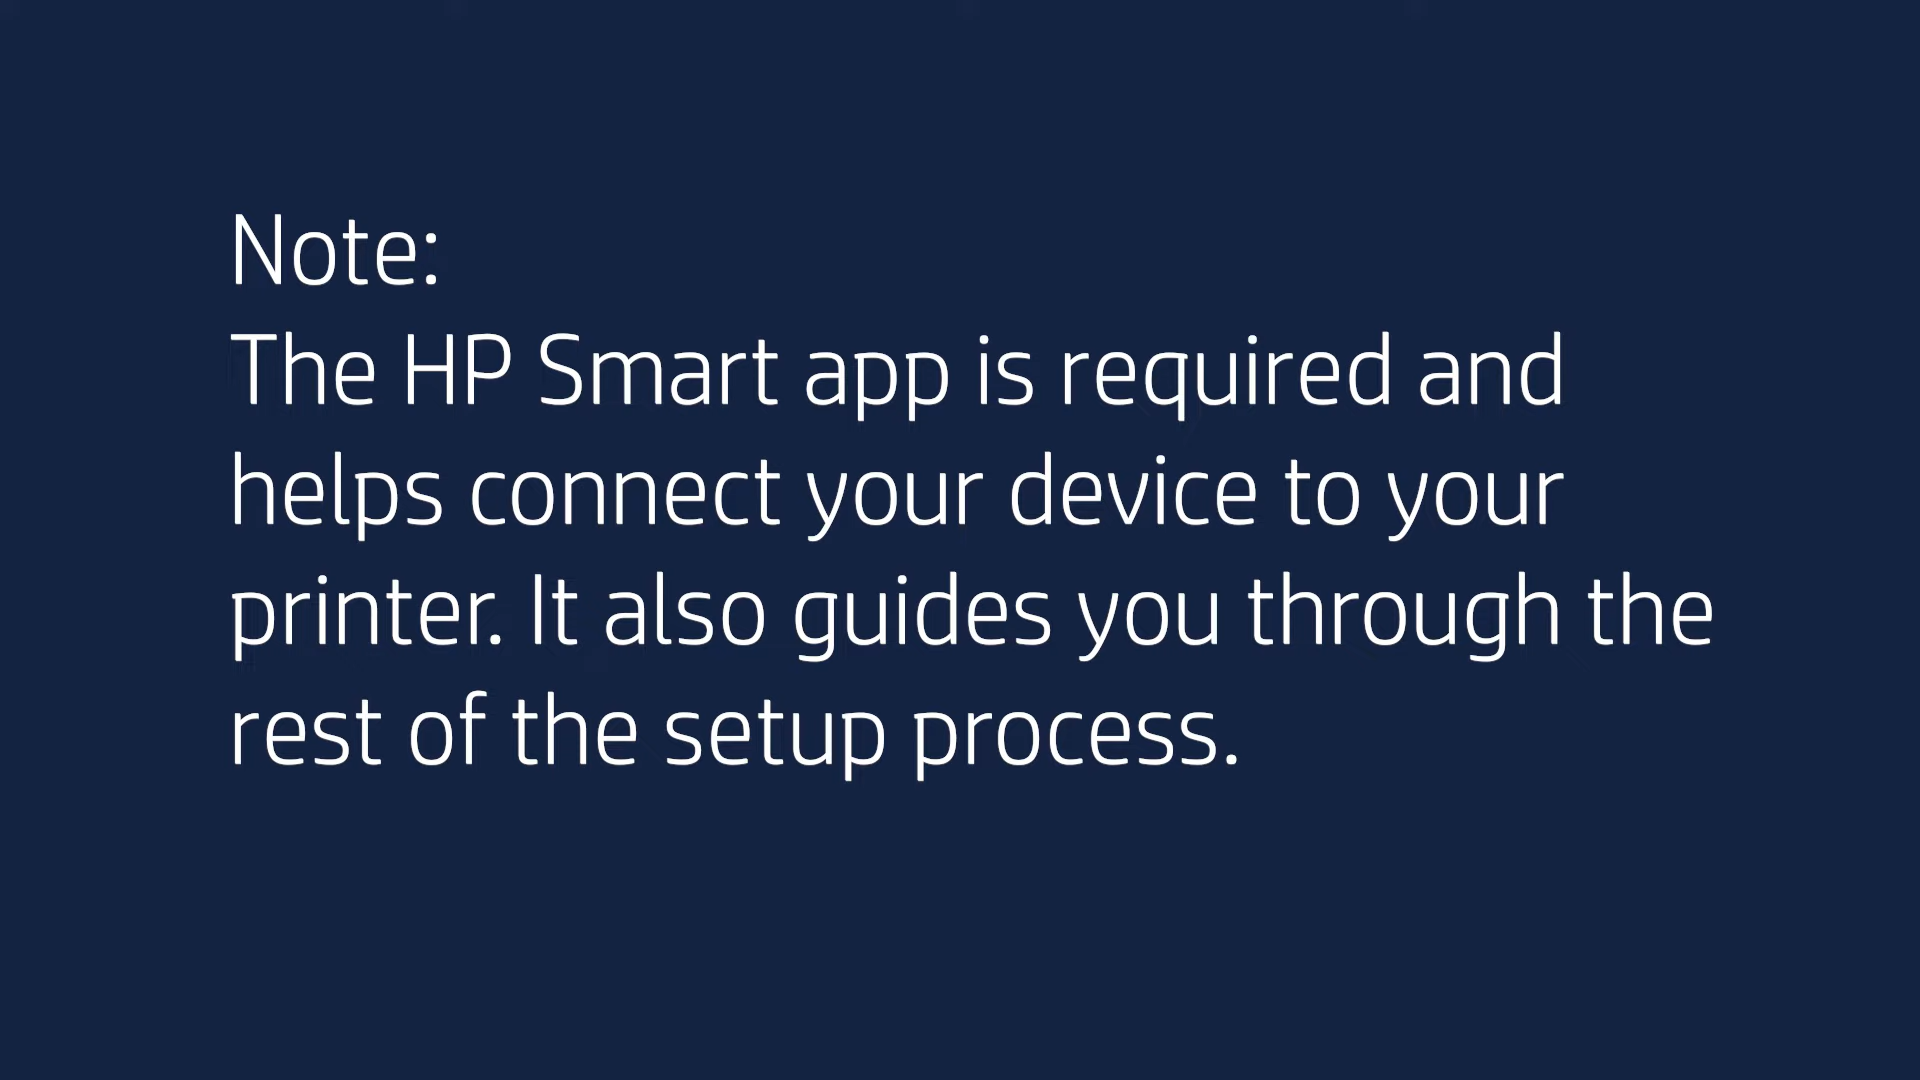 Note:
The HP Smart app is required and
helps connect your device to your
printer. It also guides you through the
rest of the setup process.